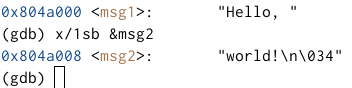 0x804a000 <msg1>: "Hello, "
(gdb) x/1sb &msg2
0x804a008 <msg2>: "world!\n\034"
(gdb)